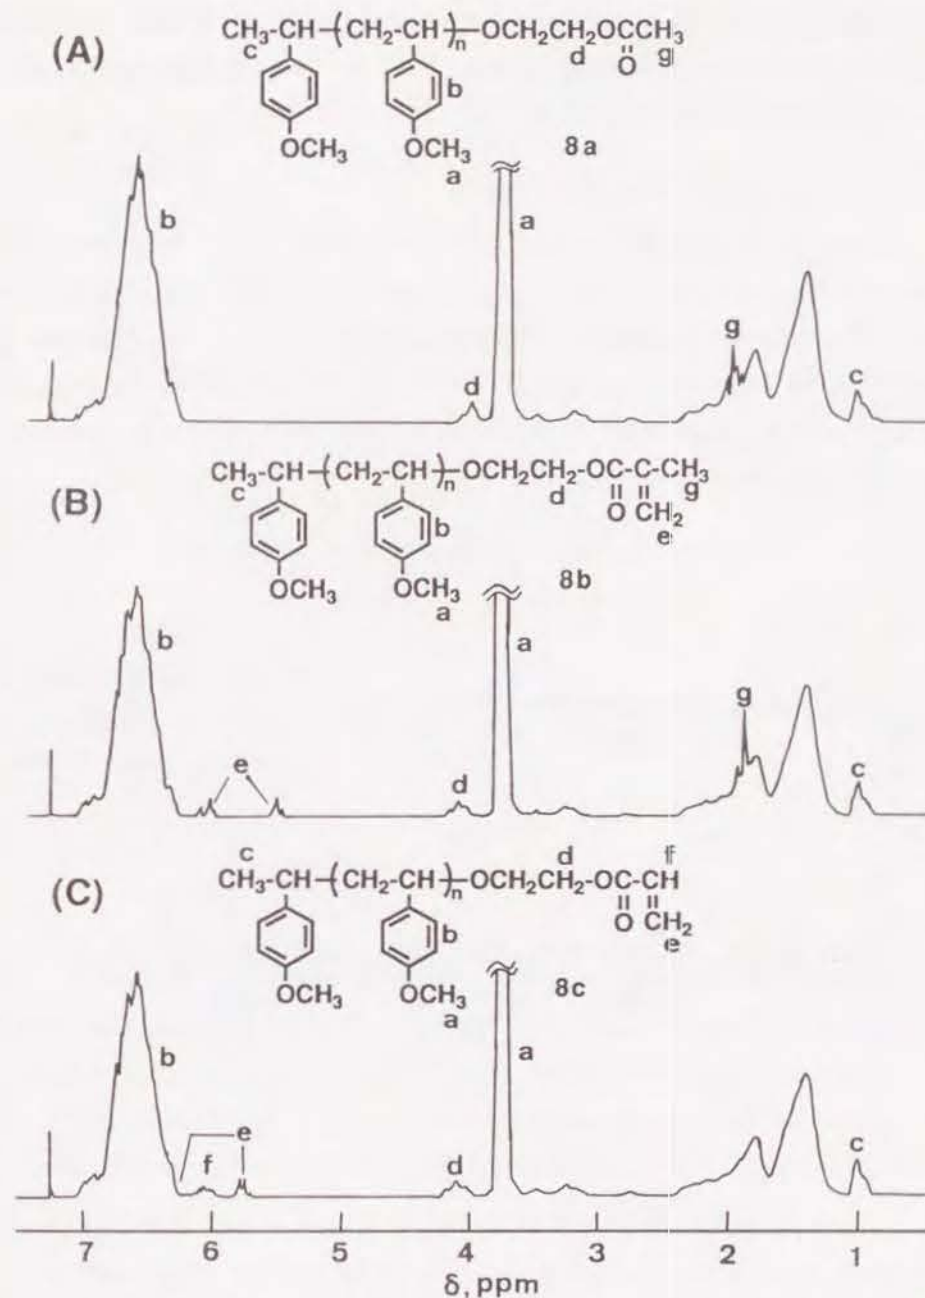 (A)
CH3-CH-(CH2-CH)n-OCH2CH2OCCH3
c
d
O
g
b
OCH3
OCH3
a
8a
b
a
d
g
c
(B)
CH3-CH-(CH2-CH)n-OCH2CH2-OC-C-CH3
c
d
g
O CH2
e
b
OCH3
OCH3
a
8b
b
a
e
d
g
c
(C)
c
d
f
CH3-CH-(CH2-CH)n-OCH2CH2-OC-CH
O CH2
e
b
OCH3
OCH3
a
8c
b
a
e
f
d
c
7 6 5 4 3 2 1
δ, ppm